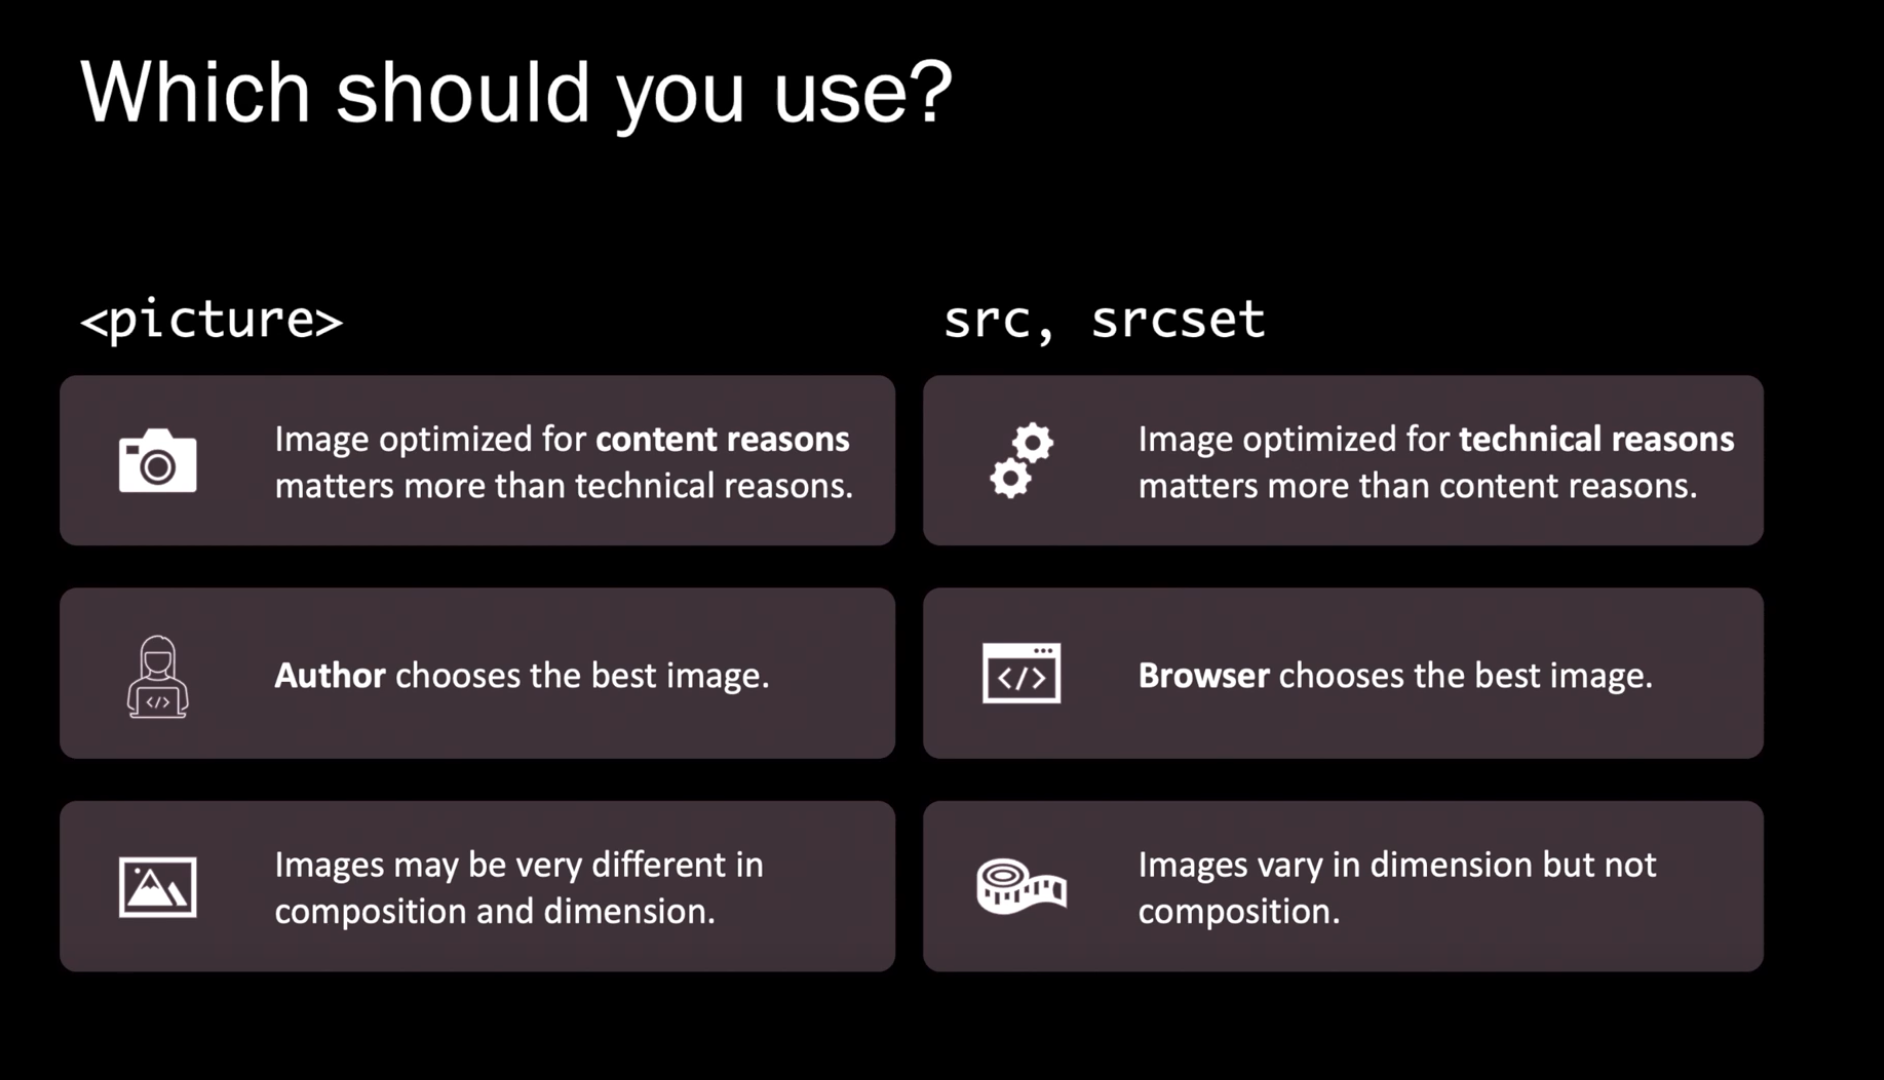 Which should you use?
<picture>
Image optimized for content reasons
matters more than technical reasons.
Author chooses the best image.
</>
Images may be very different in
composition and dimension.
src, srcset
Image optimized for technical reasons
matters more than content reasons.
</>
Browser chooses the best image.
Images vary in dimension but not
composition.